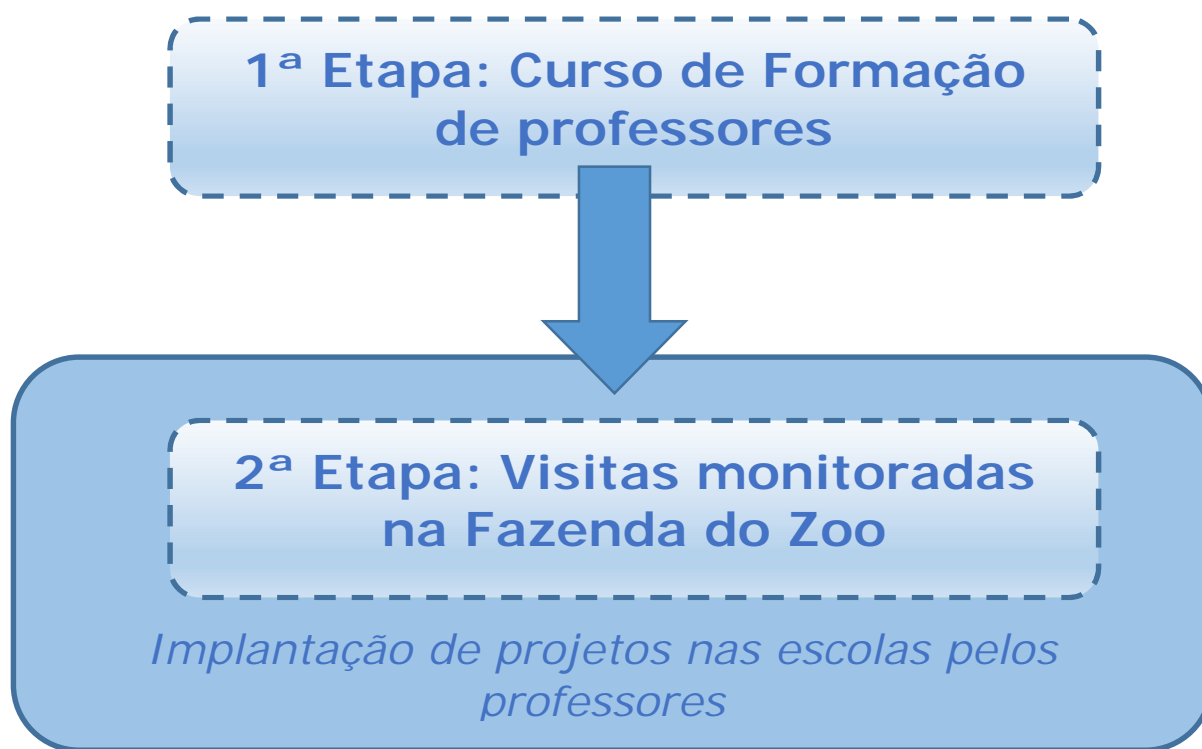 1ª Etapa: Curso de Formação
de professores
2ª Etapa: Visitas monitoradas
na Fazenda do Zoo
Implantação de projetos nas escolas pelos
professores